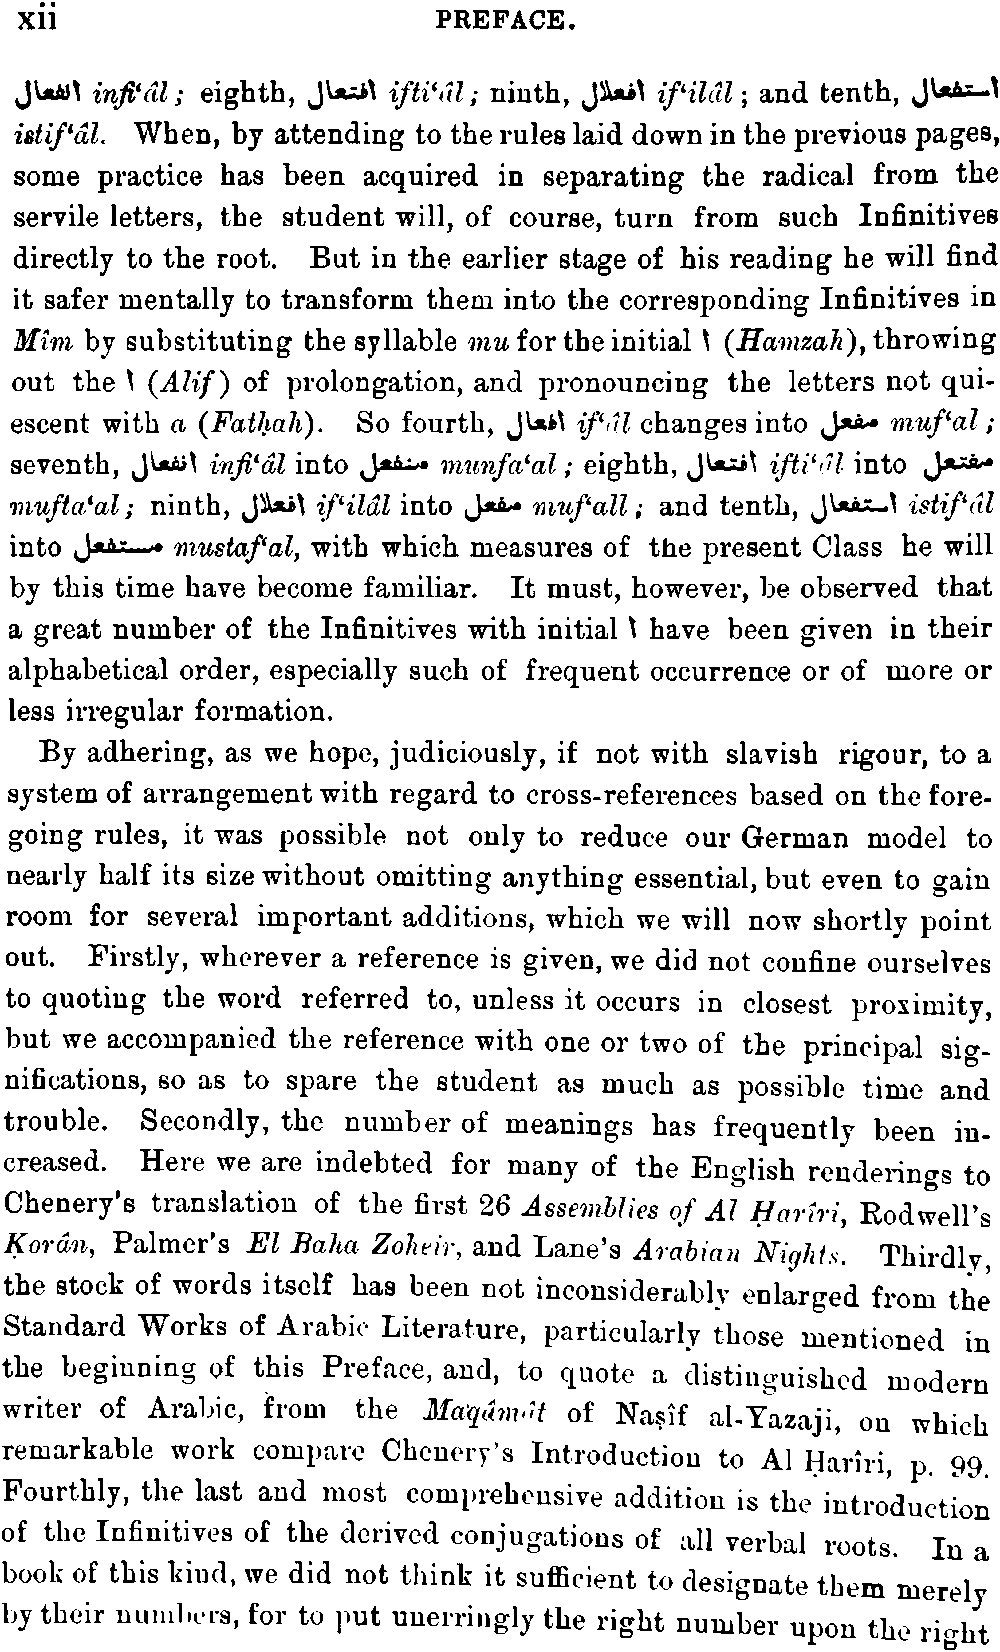 xii PREFACE.
انفعال infi‘âl; eighth, افتعال ifti‘âl; ninth, افعلال if‘ilâl; and tenth, استفعال
istif‘âl. When, by attending to the rules laid down in the previous pages,
some practice has been acquired in separating the radical from the
servile letters, the student will, of course, turn from such Infinitives
directly to the root. But in the earlier stage of his reading he will find
it safer mentally to transform them into the corresponding Infinitives in
Mîm by substituting the syllable mu for the initial ا (Hamzah), throwing
out the ا (Alif) of prolongation, and pronouncing the letters not qui-
escent with a (Fatḥah). So fourth, افعال if‘âl changes into مفعل muf‘al;
seventh, انفعال infi‘âl into منفعل munfa‘al; eighth, افتعال ifti‘âl into مفتعل
mufta‘al; ninth, افعلال if‘ilâl into مفعل muf‘all; and tenth, استفعال istif‘âl
into مستفعل mustaf‘al, with which measures of the present Class he will
by this time have become familiar. It must, however, be observed that
a great number of the Infinitives with initial ا have been given in their
alphabetical order, especially such of frequent occurrence or of more or
less irregular formation.
By adhering, as we hope, judiciously, if not with slavish rigour, to a
system of arrangement with regard to cross-references based on the fore-
going rules, it was possible not only to reduce our German model to
nearly half its size without omitting anything essential, but even to gain
room for several important additions, which we will now shortly point
out. Firstly, wherever a reference is given, we did not confine ourselves
to quoting the word referred to, unless it occurs in closest proximity,
but we accompanied the reference with one or two of the principal sig-
nifications, so as to spare the student as much as possible time and
trouble. Secondly, the number of meanings has frequently been in-
creased. Here we are indebted for many of the English renderings to
Chenery's translation of the first 26 Assemblies of Al Ḥarîri, Rodwell's
Ḳorân, Palmer's El Baha Zoheir, and Lane's Arabian Nights. Thirdly,
the stock of words itself has been not inconsiderably enlarged from the
Standard Works of Arabic Literature, particularly those mentioned in
the beginning of this Preface, and, to quote a distinguished modern
writer of Arabic, from the Maqâmât of Naṣîf al-Yazaji, on which
remarkable work compare Chenery's Introduction to Al Ḥarîri, p. 99.
Fourthly, the last and most comprehensive addition is the introduction
of the Infinitives of the derived conjugations of all verbal roots. In a
book of this kind, we did not think it sufficient to designate them merely
by their numbers, for to put unerringly the right number upon the right